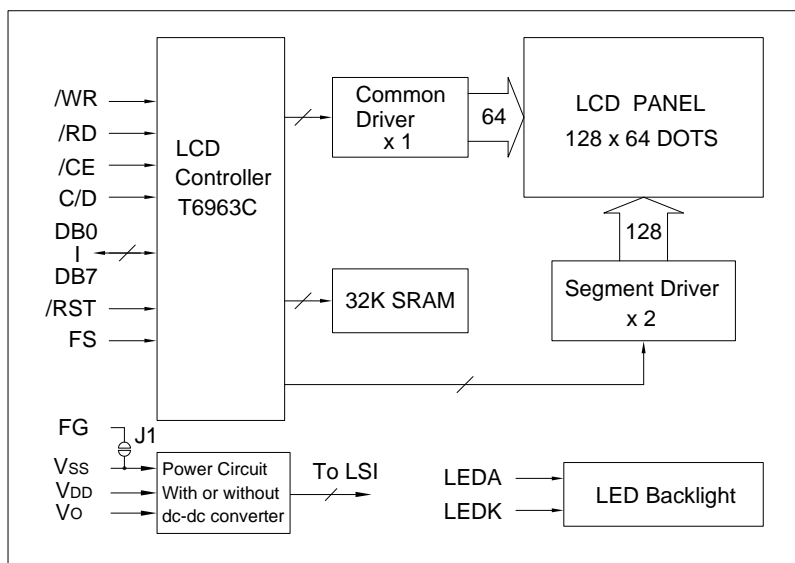 /WR
/RD
/CE
C/D
DB0
I
DB7
/RST
FS
LCD
Controller
T6963C
Common
Driver
x 1
64
LCD PANEL
128 x 64 DOTS
128
Segment Driver
x 2
32K SRAM
FG
J1
VSS
VDD
VO
Power Circuit
With or without
dc-dc converter
To LSI
LEDA
LEDK
LED Backlight